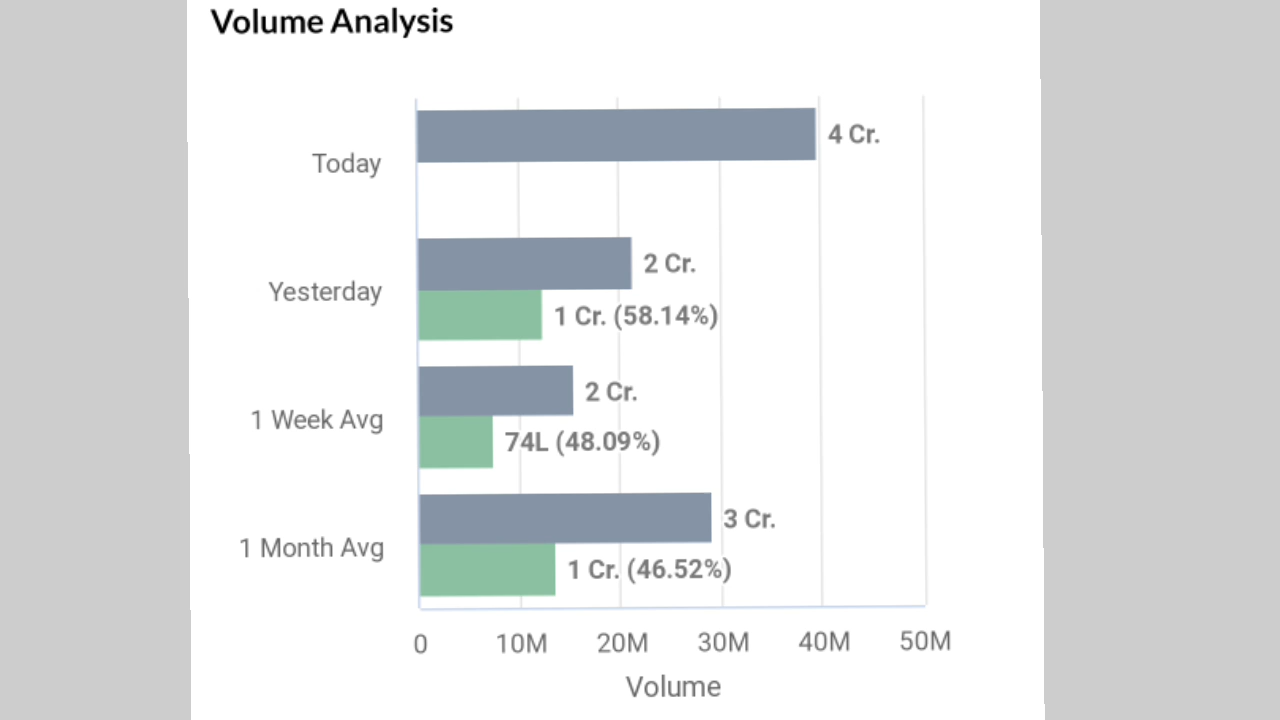 Volume Analysis
Today
4 Cr.
Yesterday
2 Cr.
1 Cr. (58.14%)
1 Week Avg
2 Cr.
74L (48.09%)
1 Month Avg
3 Cr.
1 Cr. (46.52%)
0 10M 20M 30M 40M 50M
Volume